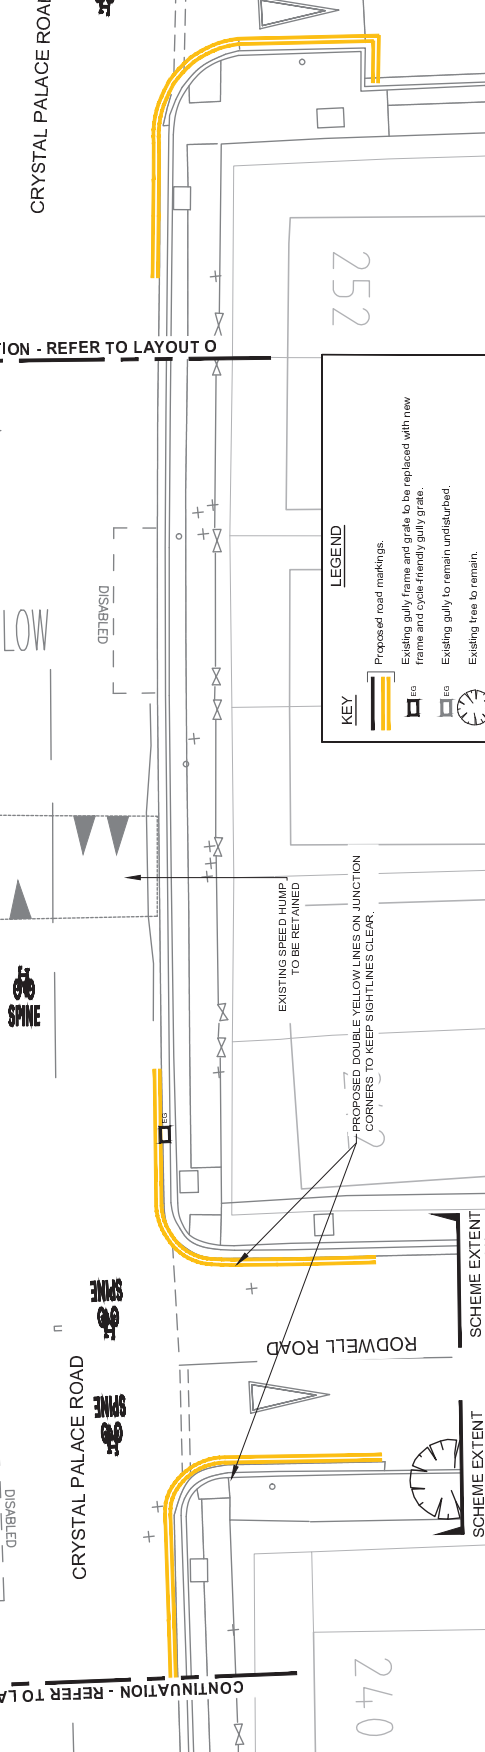 CRYSTAL PALACE ROA
252
TION - REFER TO LAYOUT O
LEGEND
KEY
Proposed road markings.
Existing gully frame and grate to be replaced with new
frame and cycle-friendly gully grate.
EG
Existing gully to remain undisturbed.
EG
Existing tree to remain.
DISABLED
LOW
EXISTING SPEED HUMP
TO BE RETAINED
SPINE
PROPOSED DOUBLE YELLOW LINES ON JUNCTION
CORNERS TO KEEP SIGHTLINES CLEAR.
EG
SCHEME EXTENT
SPINE
RODWELL ROAD
CRYSTAL PALACE ROAD
SPINE
SCHEME EXTENT
DISABLED
CONTINUATION - REFER TO LA
240